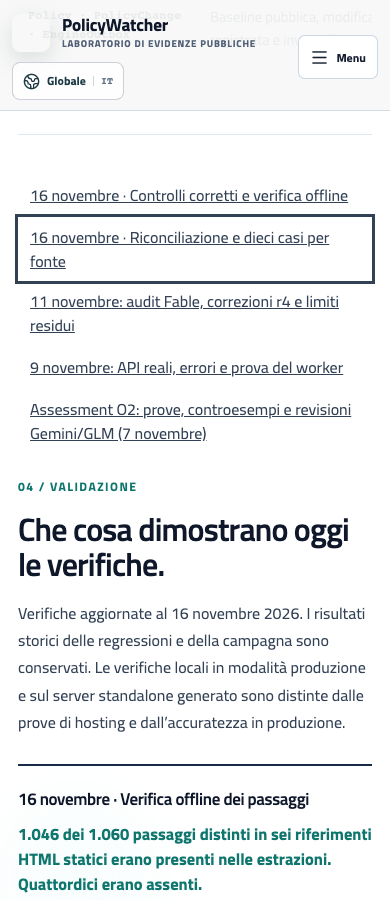 PolicyWatcher
LABORATORIO DI EVIDENZE PUBBLICHE
Baseline pubblica, modifica
Globale | IT
Menu
16 novembre · Controlli corretti e verifica offline
16 novembre · Riconciliazione e dieci casi per
fonte
11 novembre: audit Fable, correzioni r4 e limiti
residui
9 novembre: API reali, errori e prova del worker
Assessment O2: prove, controesempi e revisioni
Gemini/GLM (7 novembre)
04 / VALIDAZIONE
Che cosa dimostrano oggi
le verifiche.
Verifiche aggiornate al 16 novembre 2026. I risultati
storici delle regressioni e della campagna sono
conservati. Le verifiche locali in modalità produzione
e sul server standalone generato sono distinte dalle
prove di hosting e dall’accuratezza in produzione.
16 novembre · Verifica offline dei passaggi
1.046 dei 1.060 passaggi distinti in sei riferimenti
HTML statici erano presenti nelle estrazioni.
Quattordici erano assenti.